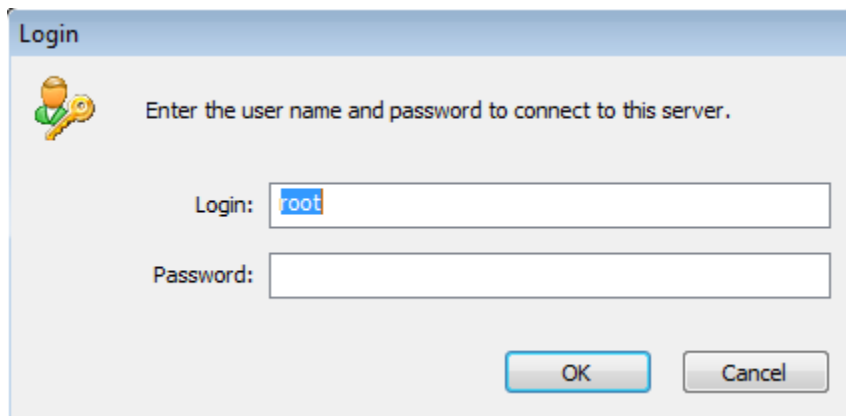 Login
Enter the user name and password to connect to this server.
Login: root
Password:
OK Cancel